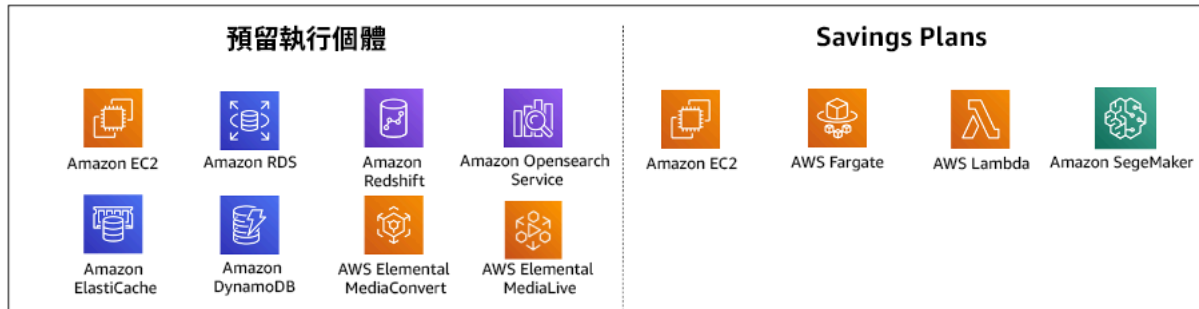 預留執行個體
Savings Plans
Amazon EC2
Amazon RDS
Amazon
Redshift
Amazon Opensearch
Service
Amazon EC2
AWS Fargate
AWS Lambda
Amazon SegeMaker
Amazon
ElastiCache
Amazon
DynamoDB
AWS Elemental
MediaConvert
AWS Elemental
MediaLive